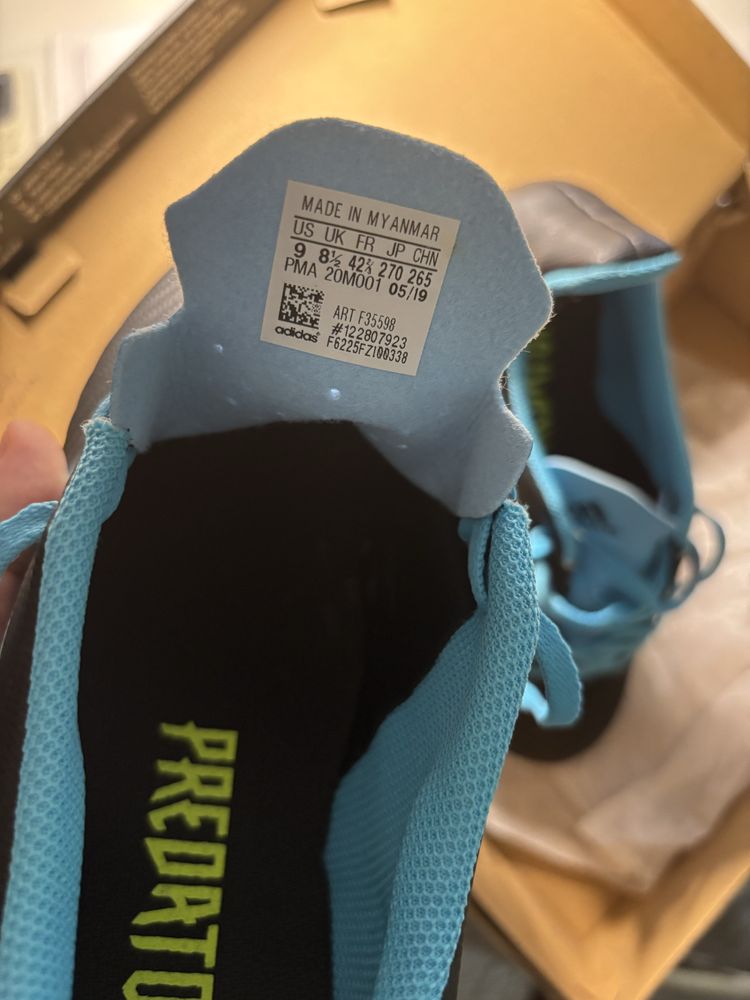 MADE IN MYANMAR
US UK FR JP CHN
9 8½ 42⅔ 270 265
PMA 20M001 05/19
ART F35598
#122807923
adidas® F6225FZ100338
PREDATO